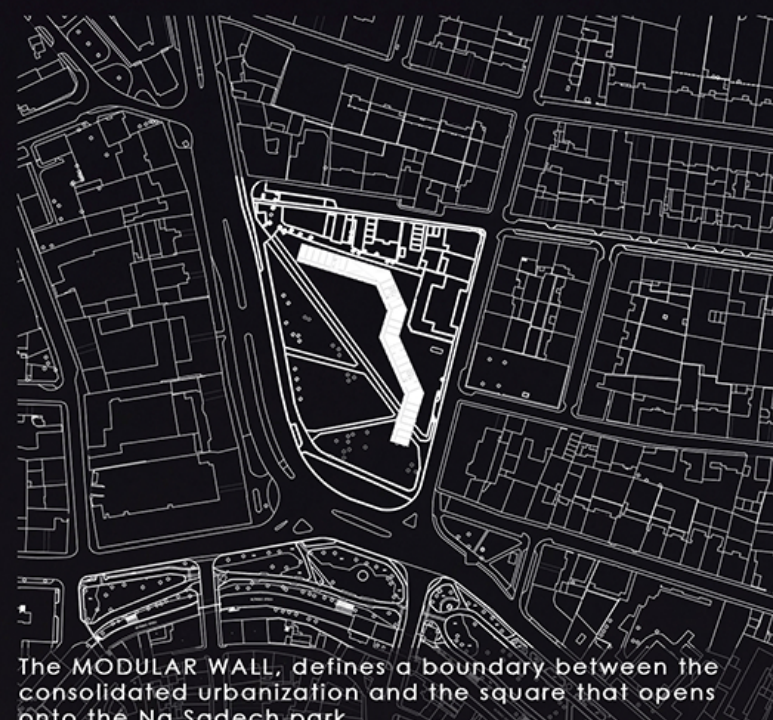 The MODULAR WALL, defines a boundary between the
consolidated urbanization and the square that opens
onto the Na Sadech park